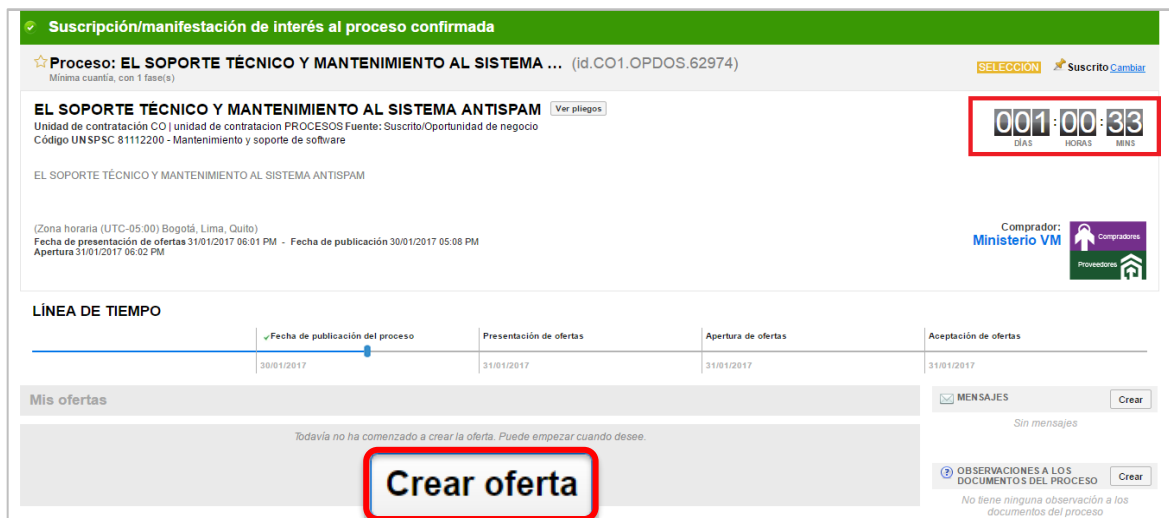 Suscripción/manifestación de interés al proceso confirmada
Proceso: EL SOPORTE TÉCNICO Y MANTENIMIENTO AL SISTEMA ... (id.CO1.OPDOS.62974)
Mínima cuantía, con 1 fase(s)
SELECCIÓN Suscrito Cambiar
EL SOPORTE TÉCNICO Y MANTENIMIENTO AL SISTEMA ANTISPAM Ver pliegos
Unidad de contratación CO | unidad de contratacion PROCESOS Fuente: Suscrito/Oportunidad de negocio
Código UNSPSC 81112200 - Mantenimiento y soporte de software
001:00:33
DÍAS HORAS MINS
EL SOPORTE TÉCNICO Y MANTENIMIENTO AL SISTEMA ANTISPAM
(Zona horaria (UTC-05:00) Bogotá, Lima, Quito)
Fecha de presentación de ofertas 31/01/2017 06:01 PM - Fecha de publicación 30/01/2017 05:08 PM
Apertura 31/01/2017 06:02 PM
Comprador:
Ministerio VM
Compradores
Proveedores
LÍNEA DE TIEMPO
Fecha de publicación del proceso Presentación de ofertas Apertura de ofertas Aceptación de ofertas
30/01/2017 31/01/2017 31/01/2017 31/01/2017
Mis ofertas
Todavía no ha comenzado a crear la oferta. Puede empezar cuando desee.
Crear oferta
MENSAJES Crear
Sin mensajes
OBSERVACIONES A LOS
DOCUMENTOS DEL PROCESO Crear
No tiene ninguna observación a los
documentos del proceso